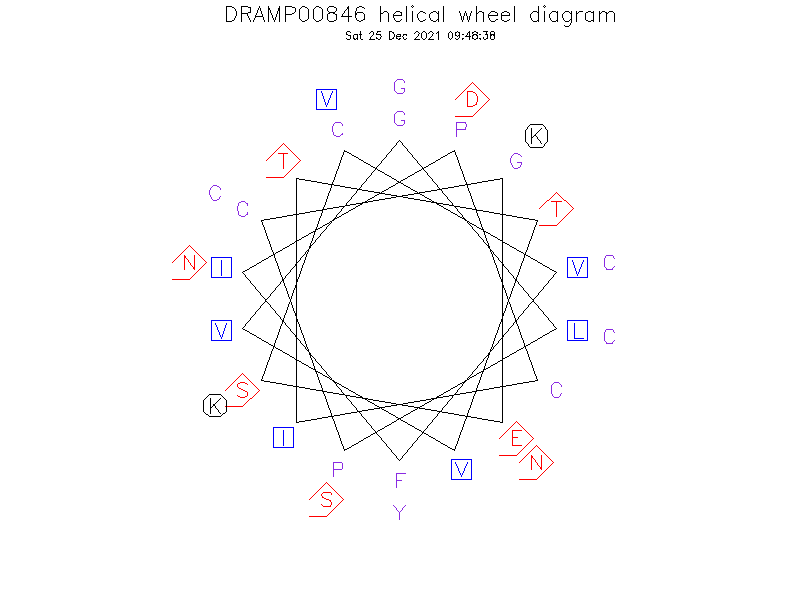 DRAMP00846 helical wheel diagram
Sat 25 Dec 2021 09:48:38
G
V D
G
C P K
T G
C
C T
N I V C
V L C
S C
K
I E
N
P V
F
S
Y